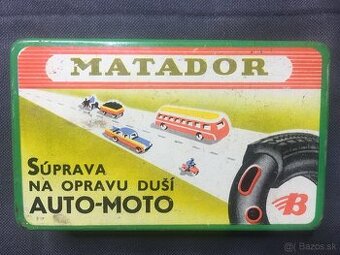 MATADOR
SÚPRAVA
NA OPRAVU DUŠÍ
AUTO-MOTO
B
Bazos.sk